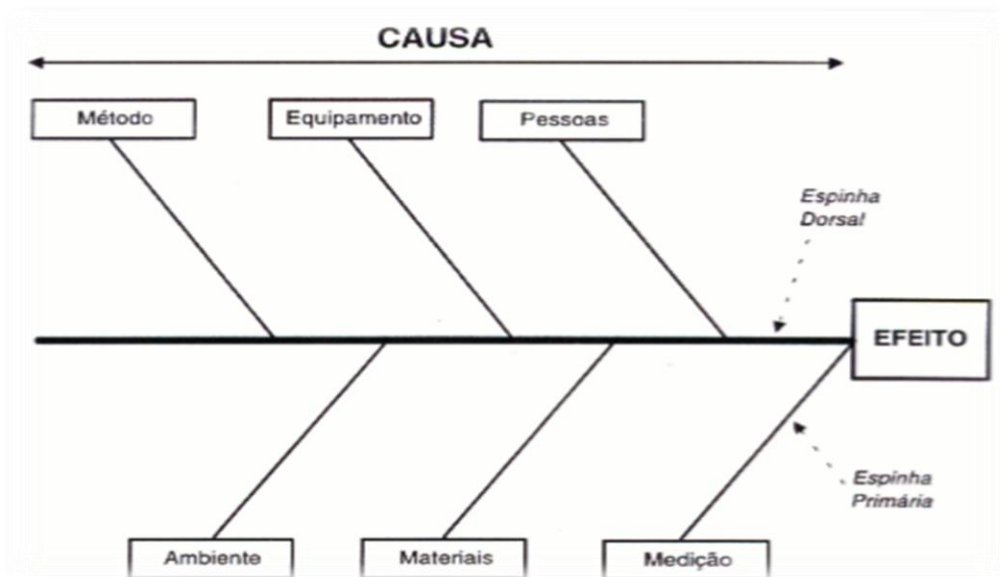 CAUSA
Método
Equipamento
Pessoas
Espinha
Dorsal
EFEITO
Espinha
Primária
Ambiente
Materiais
Medição